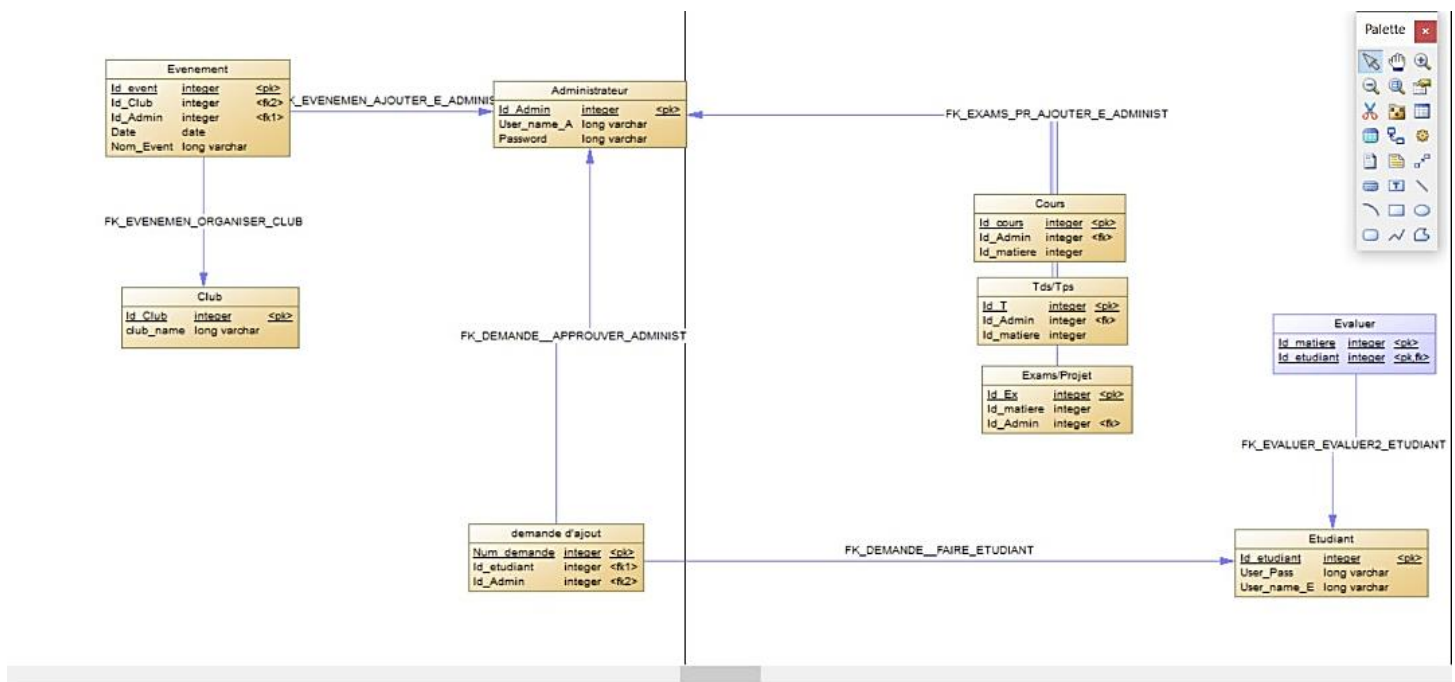 Palette
Evenement
Id_event integer <pk>
Id_Club integer <fk2>
Id_Admin integer <fk1>
Date date
Nom_Event long varchar
K_EVENEMEN_AJOUTER_E_ADMINIS
Administrateur
Id_Admin integer <pk>
User_name_A long varchar
Password long varchar
FK_EXAMS_PR_AJOUTER_E_ADMINIST
FK_EVENEMEN_ORGANISER_CLUB
Cours
Id_cours integer <pk>
Id_Admin integer <fk>
Id_matiere integer
Club
Id_Club integer <pk>
club_name long varchar
Tds/Tps
Id_T integer <pk>
Id_Admin integer <fk>
Id_matiere integer
FK_DEMANDE__APPROUVER_ADMINIST
Evaluer
Id_matiere integer <pk>
Id_etudiant integer <pk,fk>
Exams/Projet
Id_Ex integer <pk>
Id_matiere integer
Id_Admin integer <fk>
FK_EVALUER_EVALUER2_ETUDIANT
demande d'ajout
Num_demande integer <pk>
Id_etudiant integer <fk1>
Id_Admin integer <fk2>
FK_DEMANDE__FAIRE_ETUDIANT
Etudiant
Id_etudiant integer <pk>
User_Pass long varchar
User_name_E long varchar